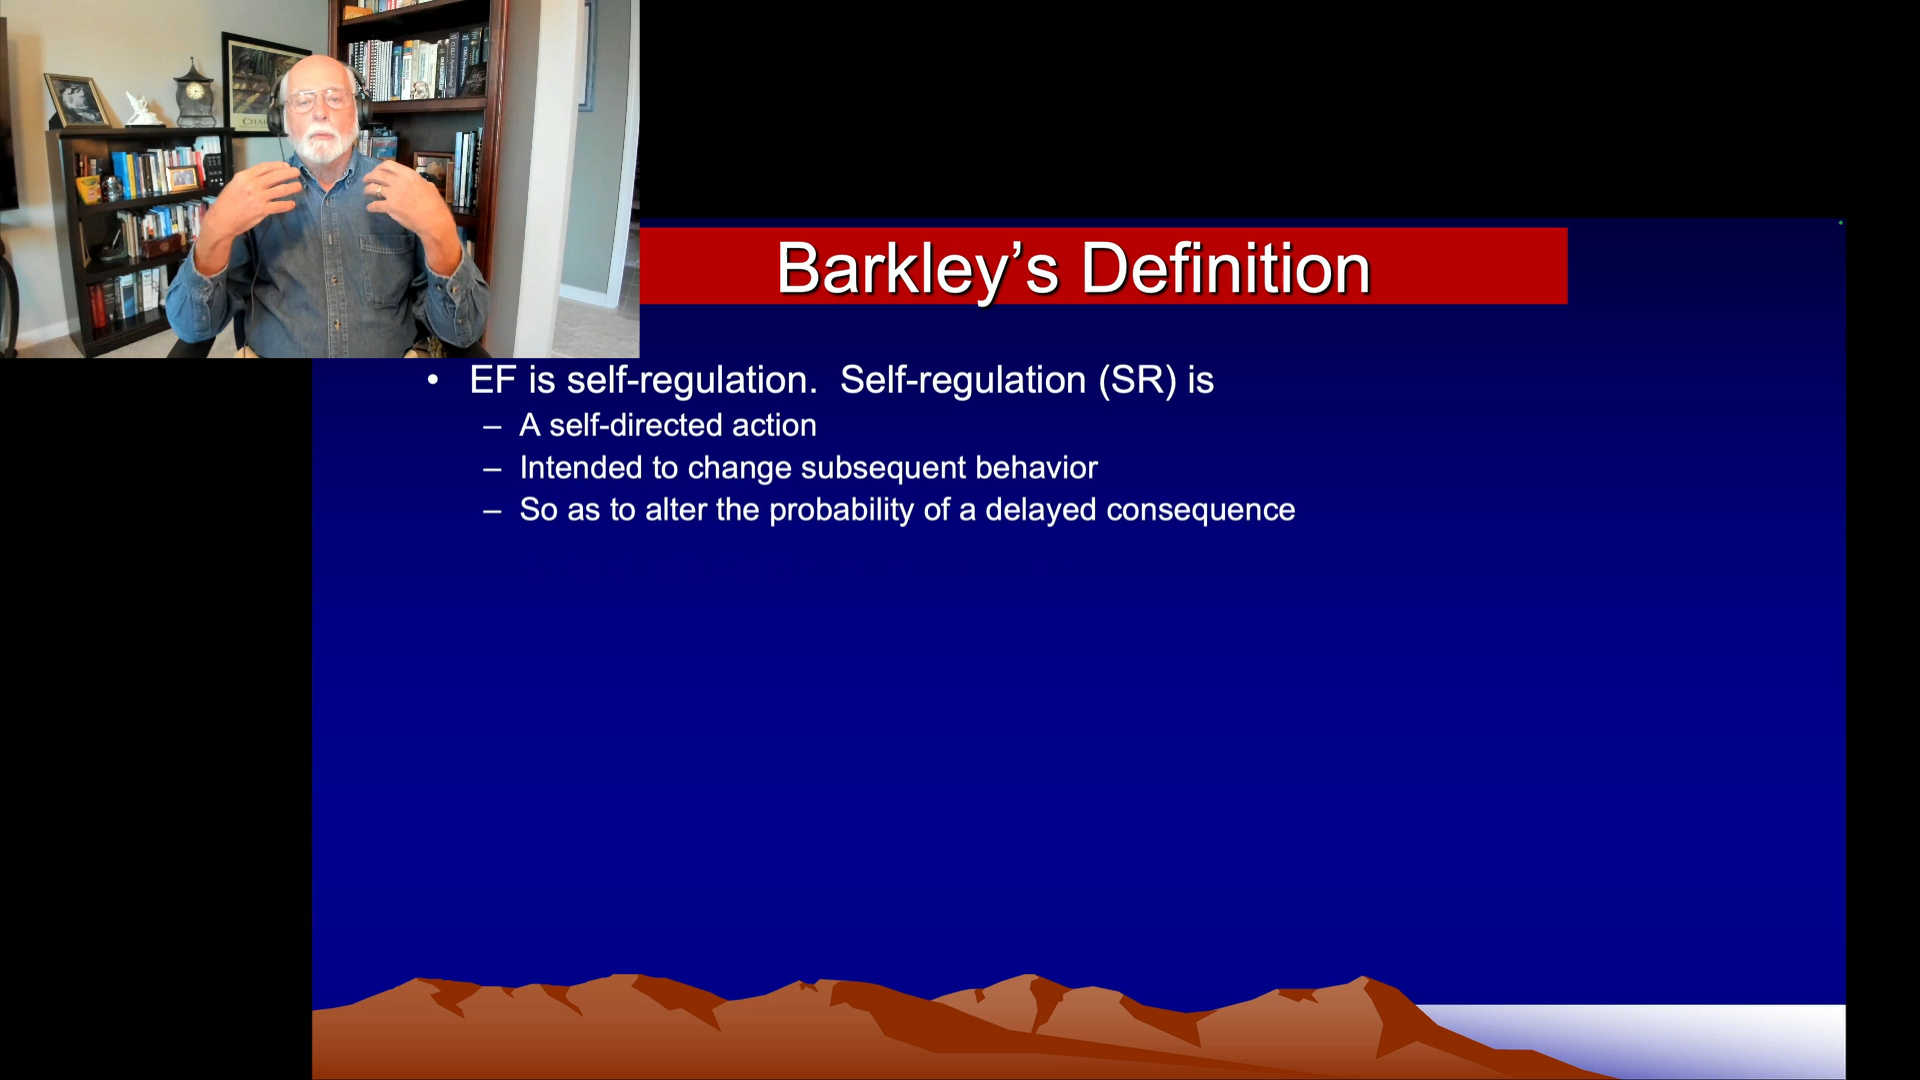 Barkley’s Definition
• EF is self-regulation.  Self-regulation (SR) is
– A self-directed action
– Intended to change subsequent behavior
– So as to alter the probability of a delayed consequence